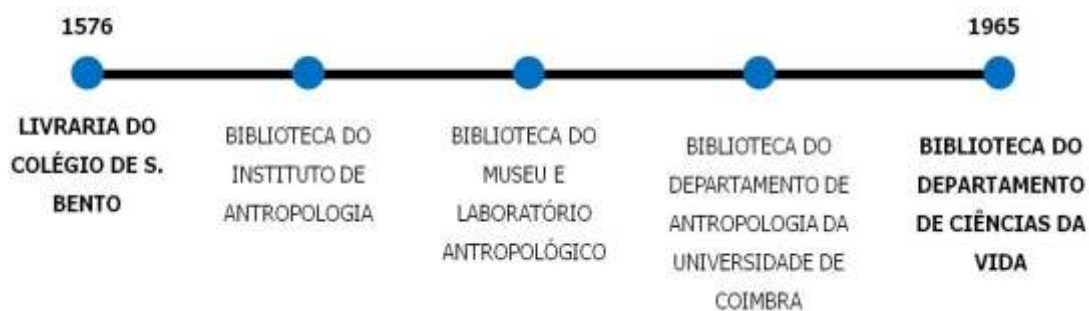 1576
1965
LIVRARIA DO
COLÉGIO DE S.
BENTO
BIBLIOTECA DO
INSTITUTO DE
ANTROPOLOGIA
BIBLIOTECA DO
MUSEU E
LABORATÓRIO
ANTROPOLÓGICO
BIBLIOTECA DO
DEPARTAMENTO DE
ANTROPOLOGIA DA
UNIVERSIDADE DE
COIMBRA
BIBLIOTECA DO
DEPARTAMENTO
DE CIÊNCIAS DA
VIDA